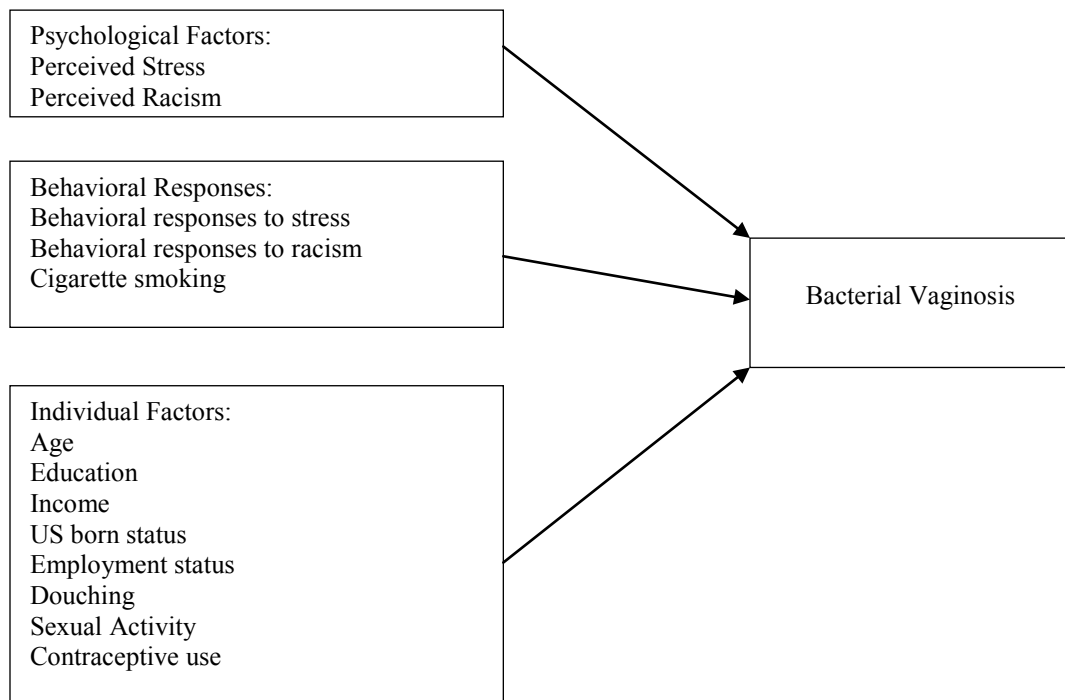 Psychological Factors:
Perceived Stress
Perceived Racism
Behavioral Responses:
Behavioral responses to stress
Behavioral responses to racism
Cigarette smoking
Bacterial Vaginosis
Individual Factors:
Age
Education
Income
US born status
Employment status
Douching
Sexual Activity
Contraceptive use